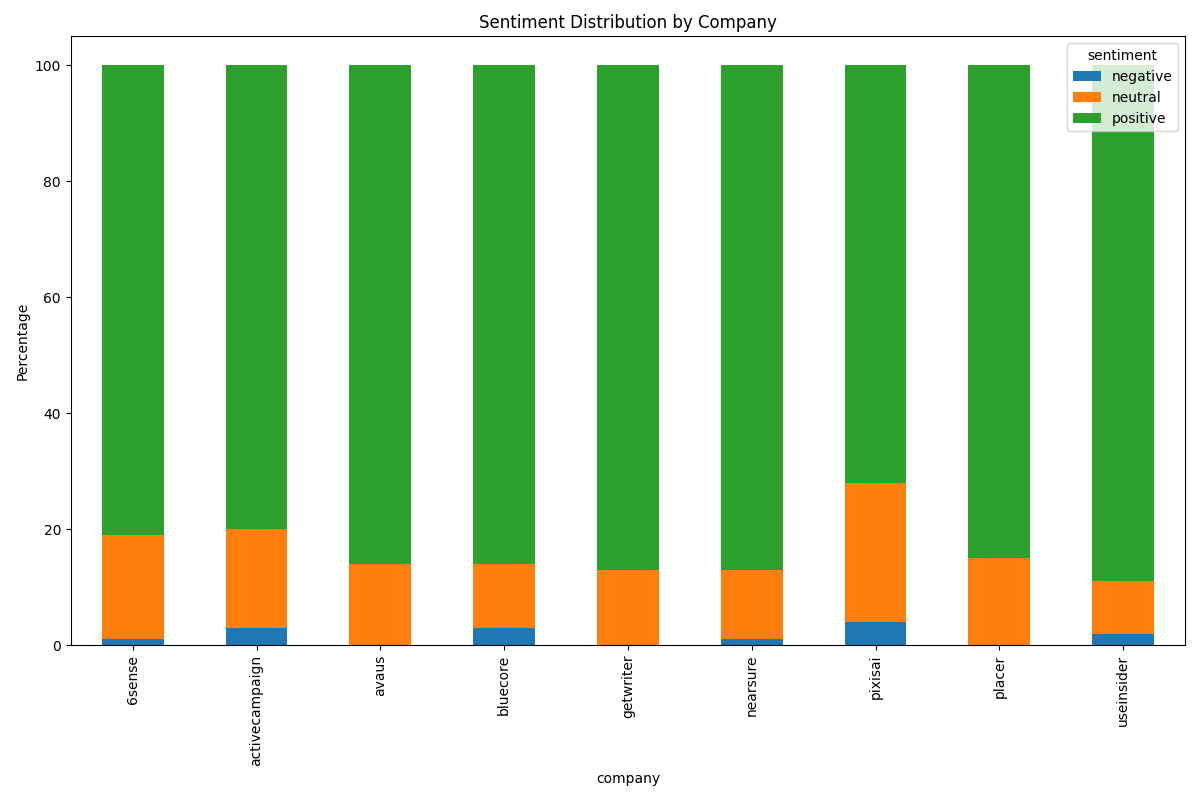 Sentiment Distribution by Company
sentiment
negative
neutral
positive
Percentage
100
80
60
40
20
0
6sense
activecampaign
avaus
bluecore
getwriter
nearsure
pixisai
placer
useinsider
company